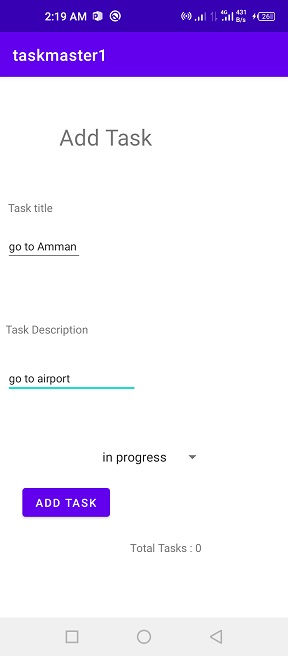 2:19 AM 4G 431 B/s 26
taskmaster1
Add Task
Task title
go to Amman
Task Description
go to airport
in progress
ADD TASK
Total Tasks : 0